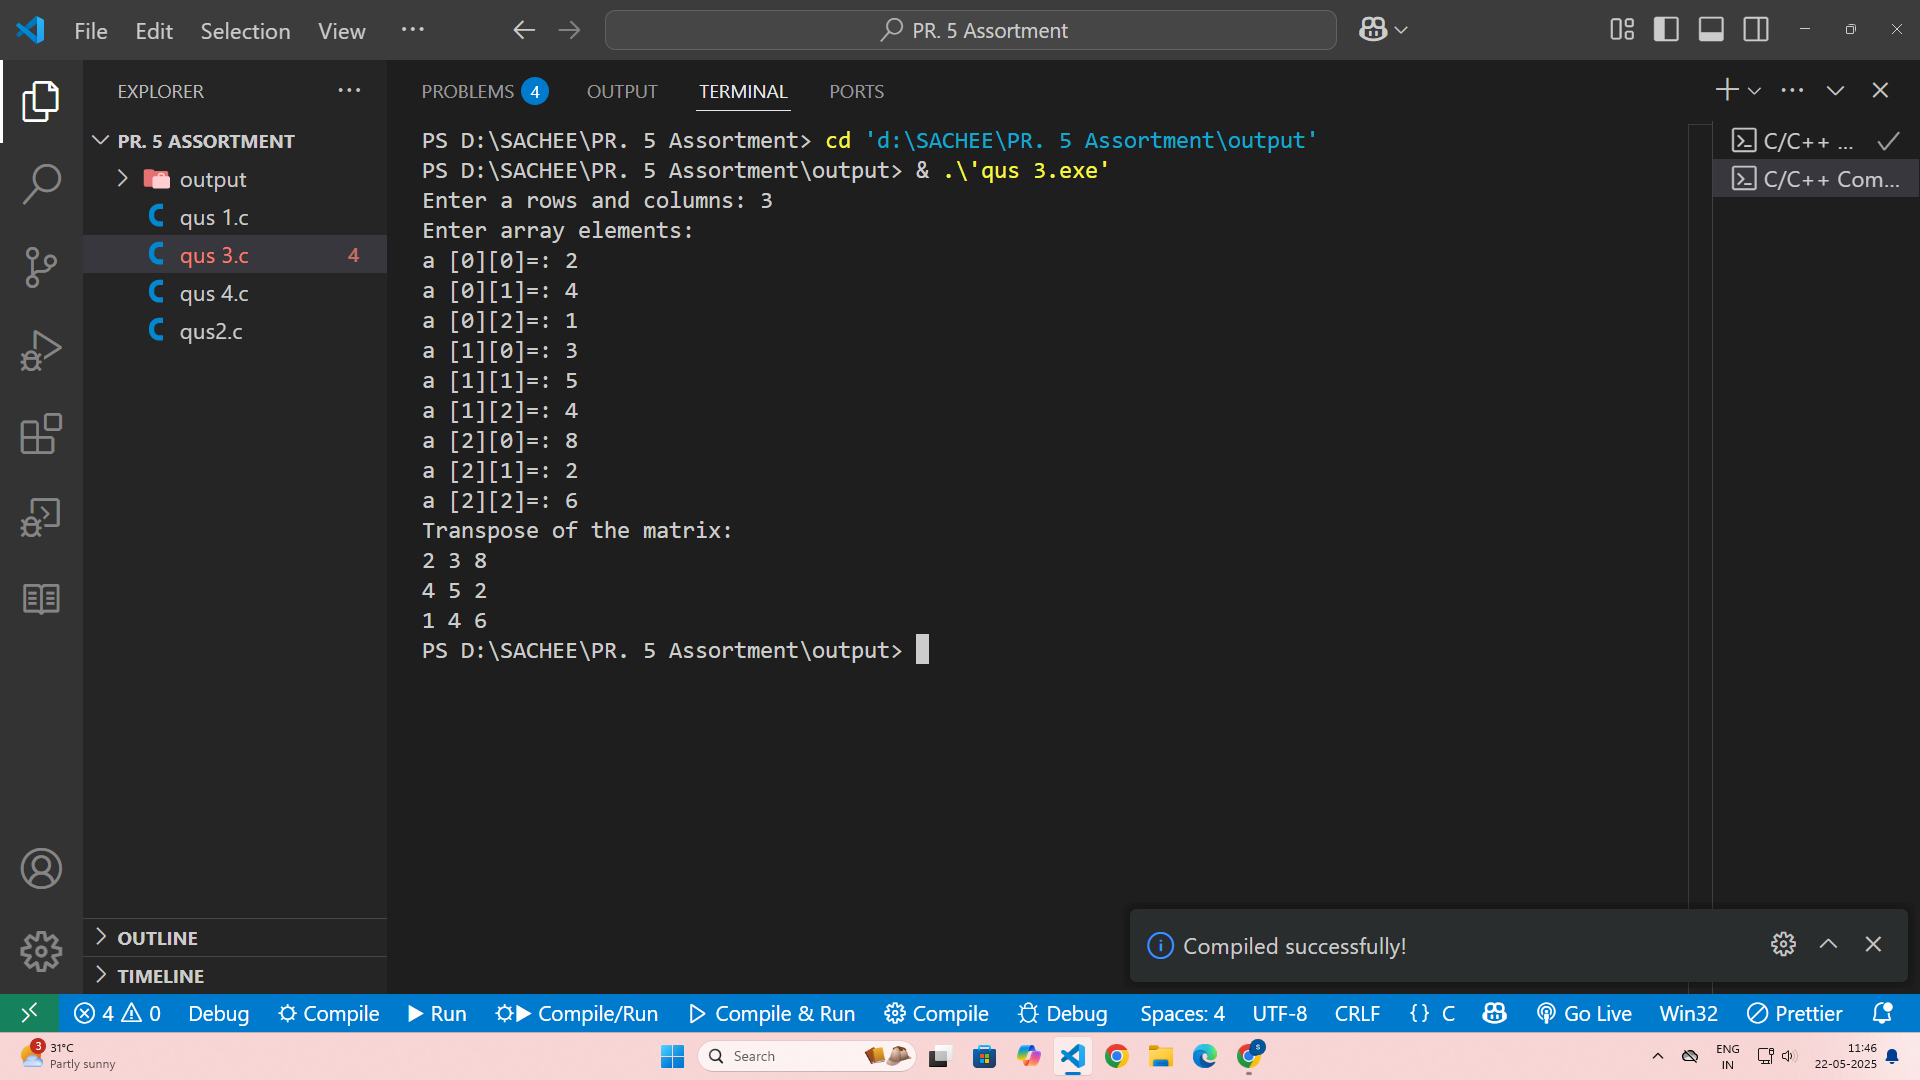 File Edit Selection View ...
PR. 5 Assortment
EXPLORER ...
PR. 5 ASSORTMENT
output
qus 1.c
qus 3.c 4
qus 4.c
qus2.c
OUTLINE
TIMELINE
PROBLEMS 4 OUTPUT TERMINAL PORTS
PS D:\SACHEE\PR. 5 Assortment> cd 'd:\SACHEE\PR. 5 Assortment\output'
PS D:\SACHEE\PR. 5 Assortment\output> & .\'qus 3.exe'
Enter a rows and columns: 3
Enter array elements:
a [0][0]=: 2
a [0][1]=: 4
a [0][2]=: 1
a [1][0]=: 3
a [1][1]=: 5
a [1][2]=: 4
a [2][0]=: 8
a [2][1]=: 2
a [2][2]=: 6
Transpose of the matrix:
2 3 8
4 5 2
1 4 6
PS D:\SACHEE\PR. 5 Assortment\output>
C/C++ ...
C/C++ Com...
Compiled successfully!
4 0 Debug Compile Run Compile/Run Compile & Run Compile Debug Spaces: 4 UTF-8 CRLF {} C Go Live Win32 Prettier
3
31°C
Partly sunny
Search
S
ENG
IN
11:46
22-05-2025